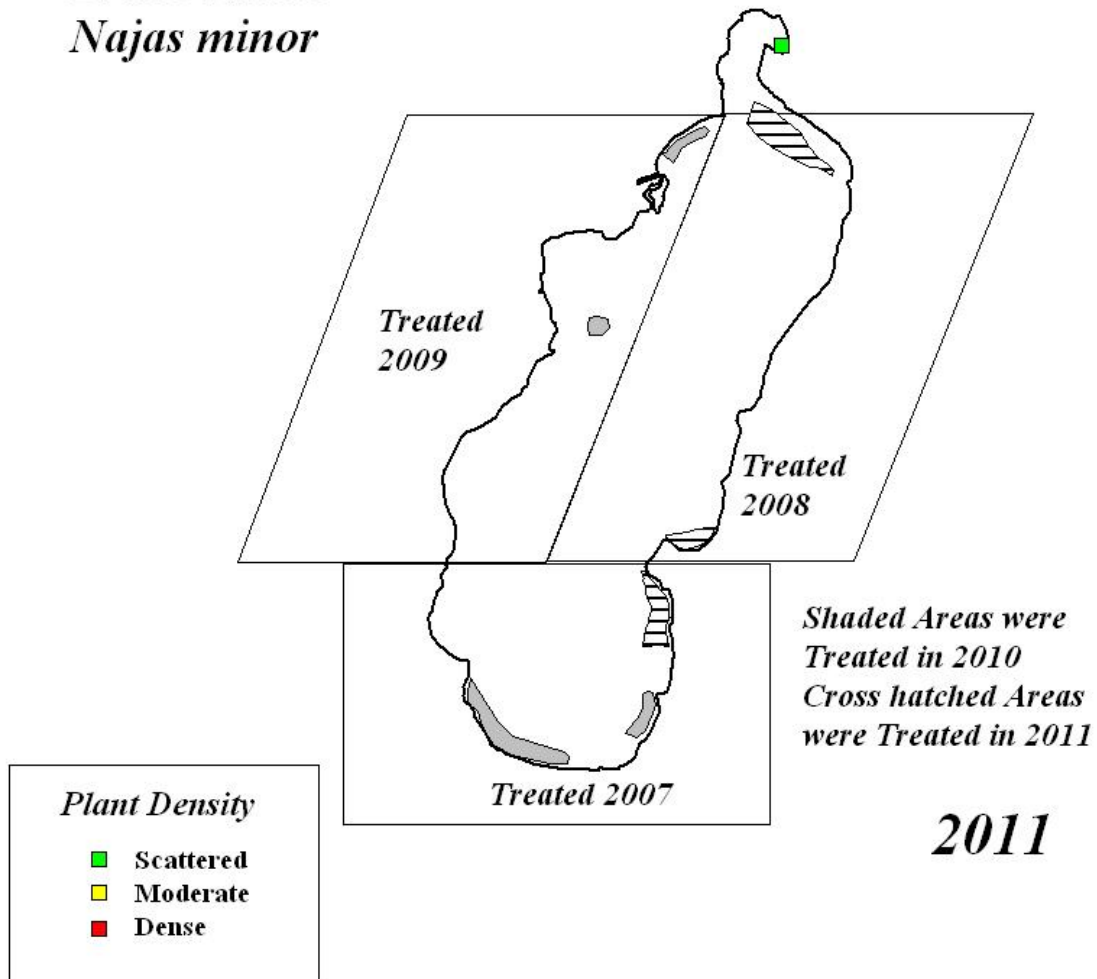 Najas minor
Treated
2009
Treated
2008
Shaded Areas were
Treated in 2010
Cross hatched Areas
were Treated in 2011
Treated 2007
2011
Plant Density
Scattered
Moderate
Dense